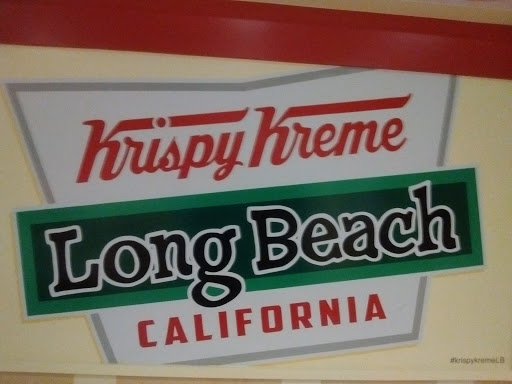 Krispy Kreme
Long Beach
CALIFORNIA
#krispykremeLB